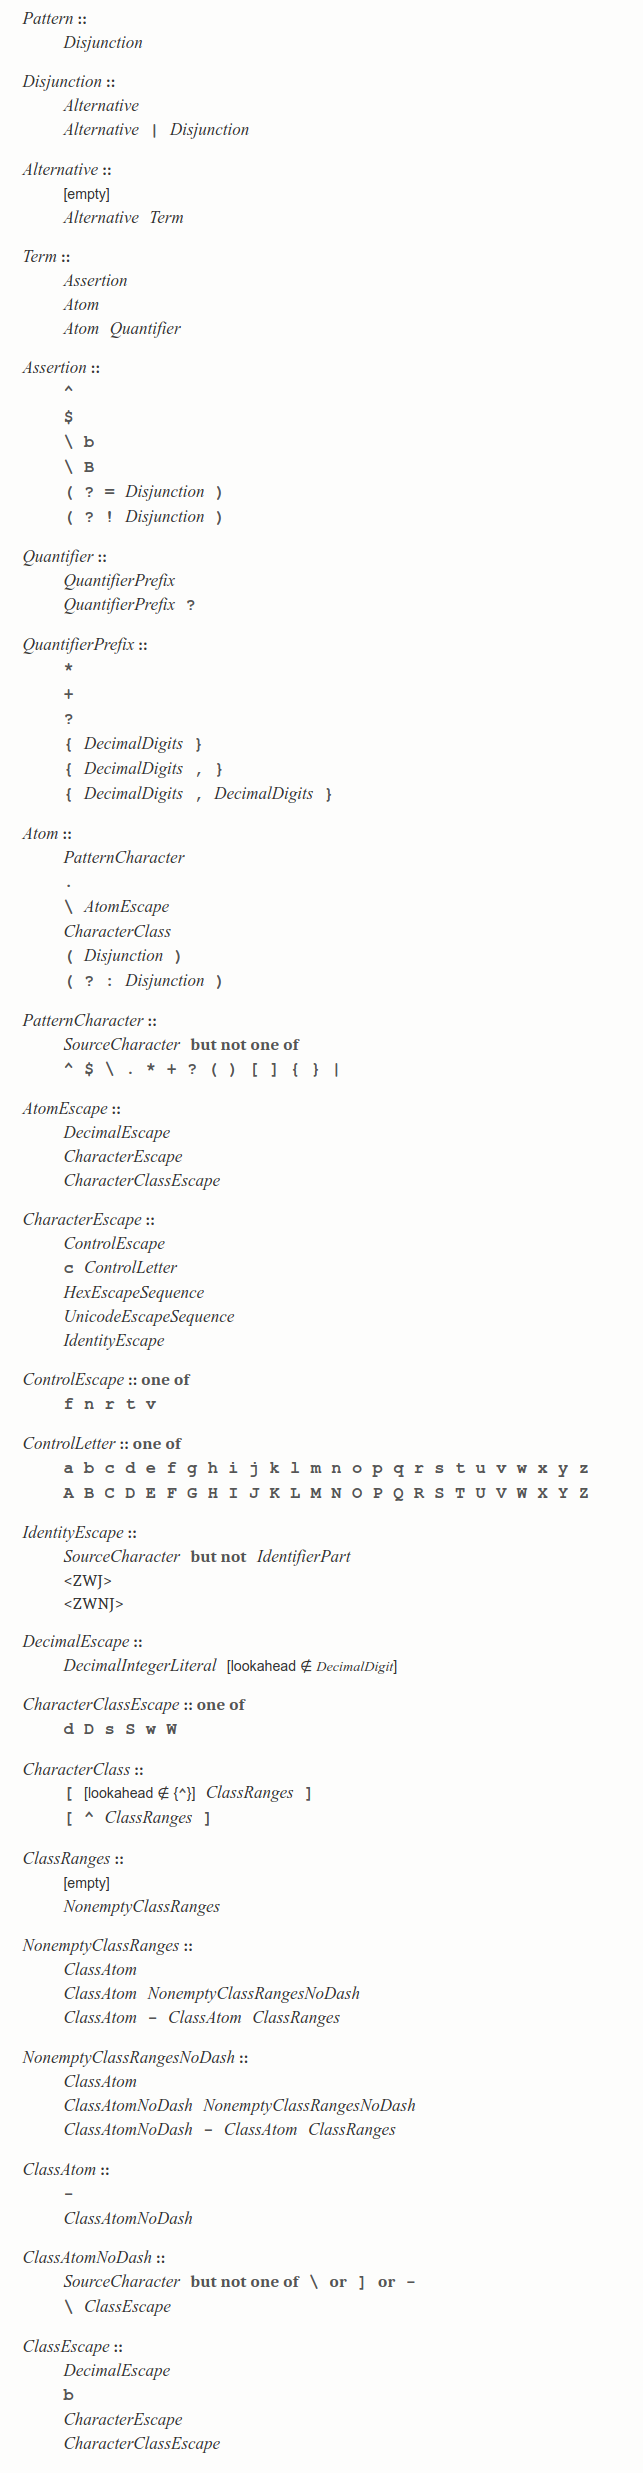 Pattern ::
Disjunction
Disjunction ::
Alternative
Alternative | Disjunction
Alternative ::
[empty]
Alternative Term
Term ::
Assertion
Atom
Atom Quantifier
Assertion ::
^
$
\ b
\ B
( ? = Disjunction )
( ? ! Disjunction )
Quantifier ::
QuantifierPrefix
QuantifierPrefix ?
QuantifierPrefix ::
*
+
?
{ DecimalDigits }
{ DecimalDigits , }
{ DecimalDigits , DecimalDigits }
Atom ::
PatternCharacter
.
\ AtomEscape
CharacterClass
( Disjunction )
( ? : Disjunction )
PatternCharacter ::
SourceCharacter but not one of
^ $ \ . * + ? ( ) [ ] { } |
AtomEscape ::
DecimalEscape
CharacterEscape
CharacterClassEscape
CharacterEscape ::
ControlEscape
c ControlLetter
HexEscapeSequence
UnicodeEscapeSequence
IdentityEscape
ControlEscape :: one of
f n r t v
ControlLetter :: one of
a b c d e f g h i j k l m n o p q r s t u v w x y z
A B C D E F G H I J K L M N O P Q R S T U V W X Y Z
IdentityEscape ::
SourceCharacter but not IdentifierPart
<ZWJ>
<ZWNJ>
DecimalEscape ::
DecimalIntegerLiteral [lookahead ∉ DecimalDigit]
CharacterClassEscape :: one of
d D s S w W
CharacterClass ::
[ [lookahead ∉ {^}] ClassRanges ]
[ ^ ClassRanges ]
ClassRanges ::
[empty]
NonemptyClassRanges
NonemptyClassRanges ::
ClassAtom
ClassAtom NonemptyClassRangesNoDash
ClassAtom - ClassAtom ClassRanges
NonemptyClassRangesNoDash ::
ClassAtom
ClassAtomNoDash NonemptyClassRangesNoDash
ClassAtomNoDash - ClassAtom ClassRanges
ClassAtom ::
-
ClassAtomNoDash
ClassAtomNoDash ::
SourceCharacter but not one of \ or ] or -
\ ClassEscape
ClassEscape ::
DecimalEscape
b
CharacterEscape
CharacterClassEscape